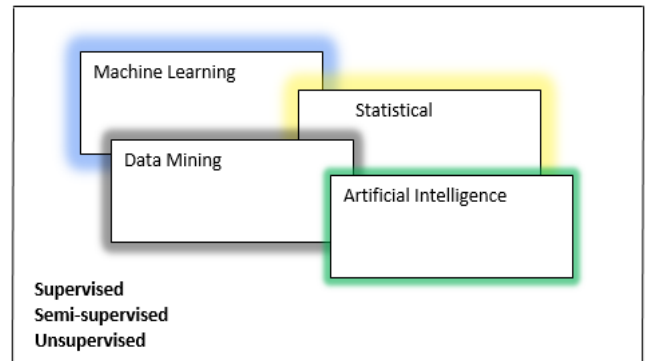 Machine Learning
Statistical
Data Mining
Artificial Intelligence
Supervised
Semi-supervised
Unsupervised